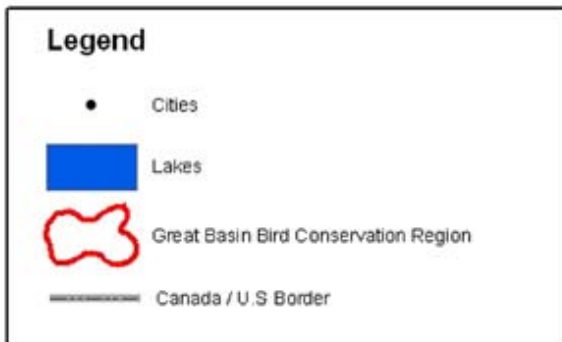 Legend
Cities
Lakes
Great Basin Bird Conservation Region
Canada / U.S Border